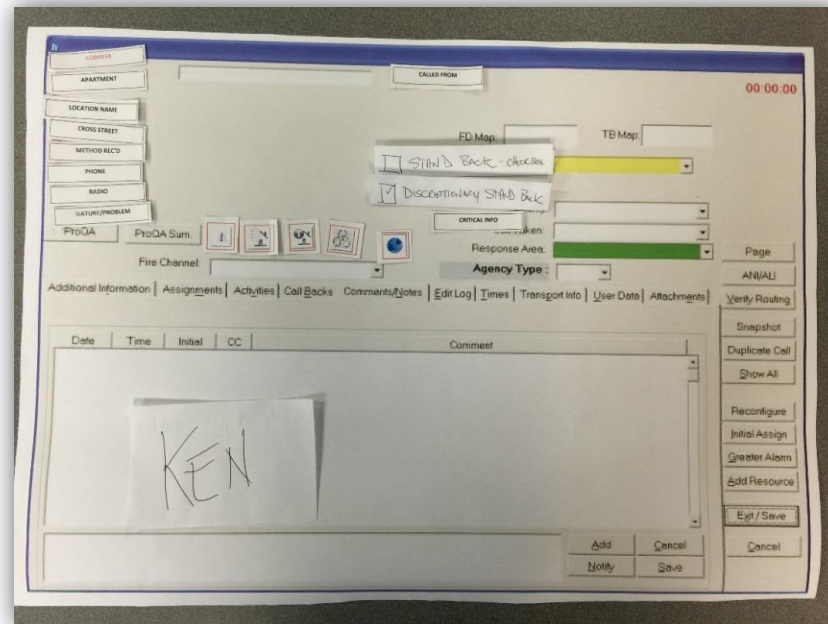 ADDRESS
APARTMENT
CALLED FROM
00:00:00
LOCATION NAME
CROSS STREET
FD Map:
TB Map:
METHOD REC'D
STAND BACK - CHECKBOX
PHONE
RADIO
DISCRETIONARY STAND BACK
NATURE/PROBLEM
CRITICAL INFO
ProQA
ProQA Sum.
Response Area:
Page
Fire Channel:
Agency Type :
ANI/ALI
Additional Information
Assignments
Activities
Call Backs
Comments/Notes
Edit Log
Times
Transport Info
User Data
Attachments
Verify Routing
Snapshot
Date
Time
Initial
CC
Comment
Duplicate Call
Show All
Reconfigure
Initial Assign
KEN
Greater Alarm
Add Resource
Exit / Save
Add
Cancel
Cancel
Notify
Save